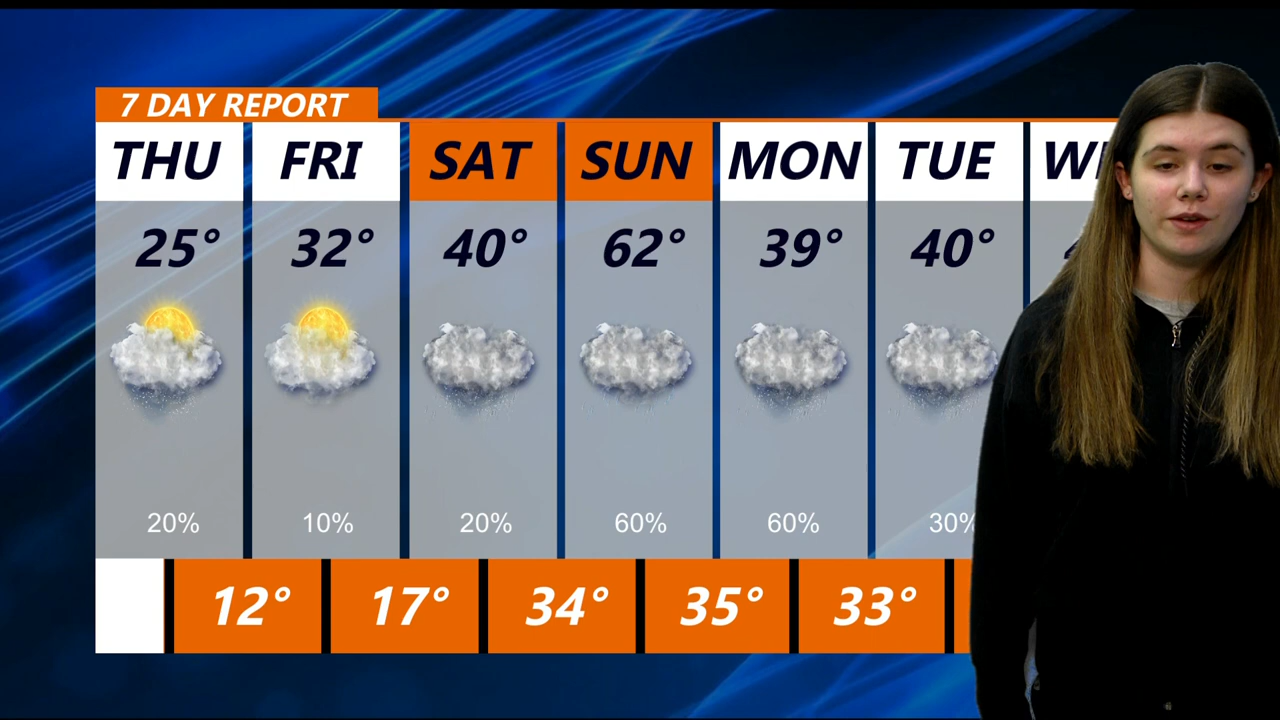 7 DAY REPORT
THU FRI SAT SUN MON TUE
25° 32° 40° 62° 39° 40°
20% 10% 20% 60% 60% 30%
12° 17° 34° 35° 33°